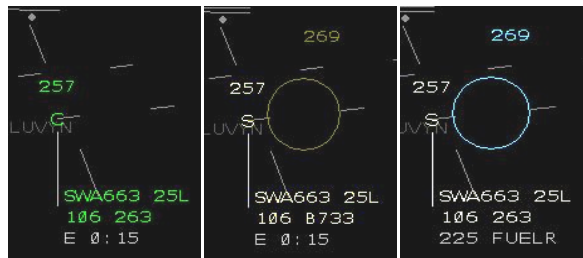 257
C
LUVYN
SWA663 25L
106 263
E 0:15
269
257
S
LUVYN
SWA663 25L
106 B733
E 0:15
269
257
S
LUVYN
SWA663 25L
106 263
225 FUELR